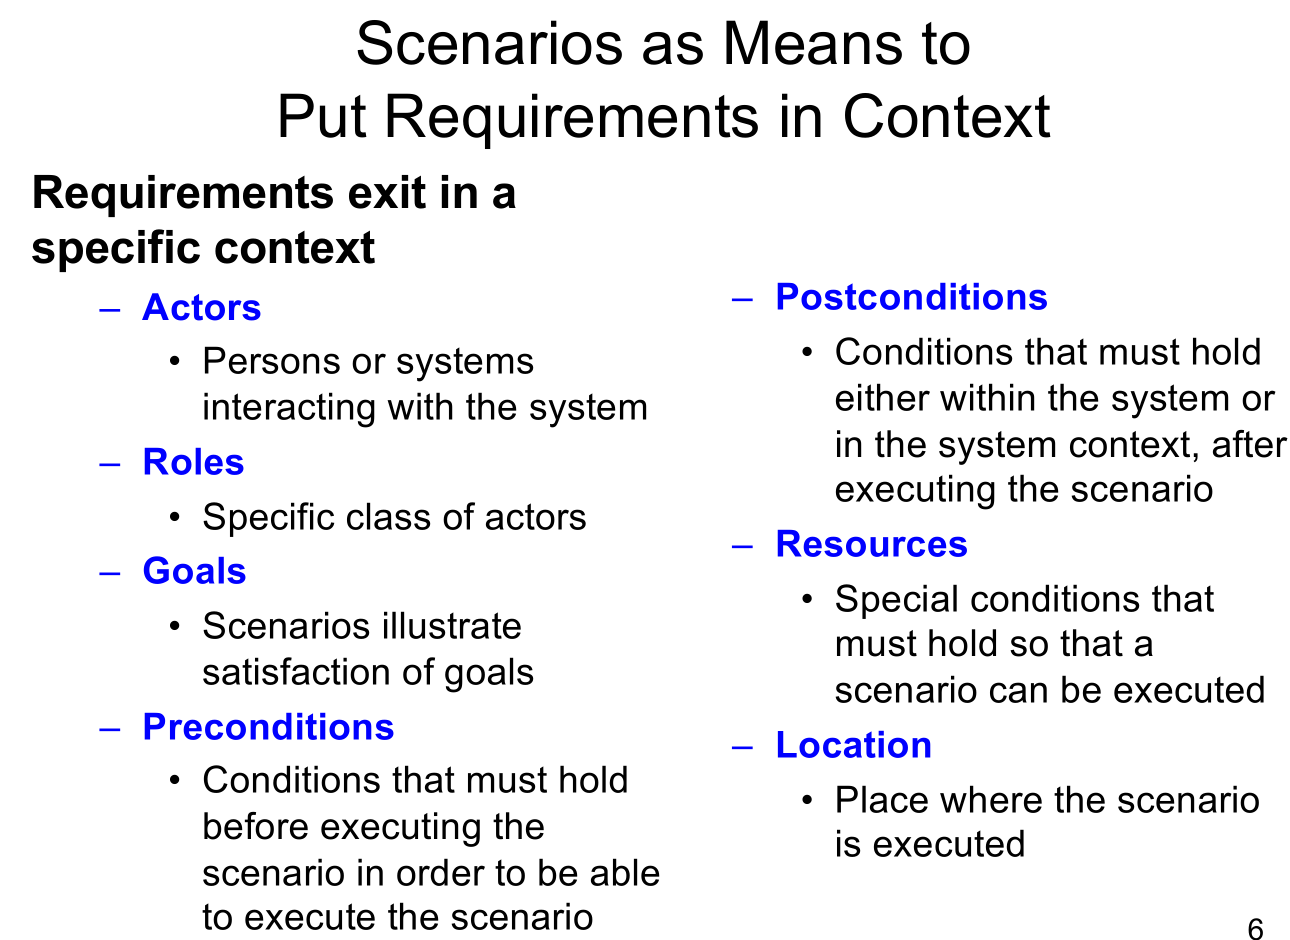 Scenarios as Means to
Put Requirements in Context
Requirements exit in a
specific context
– Actors
• Persons or systems
interacting with the system
– Roles
• Specific class of actors
– Goals
• Scenarios illustrate
satisfaction of goals
– Preconditions
• Conditions that must hold
before executing the
scenario in order to be able
to execute the scenario
– Postconditions
• Conditions that must hold
either within the system or
in the system context, after
executing the scenario
– Resources
• Special conditions that
must hold so that a
scenario can be executed
– Location
• Place where the scenario
is executed
6